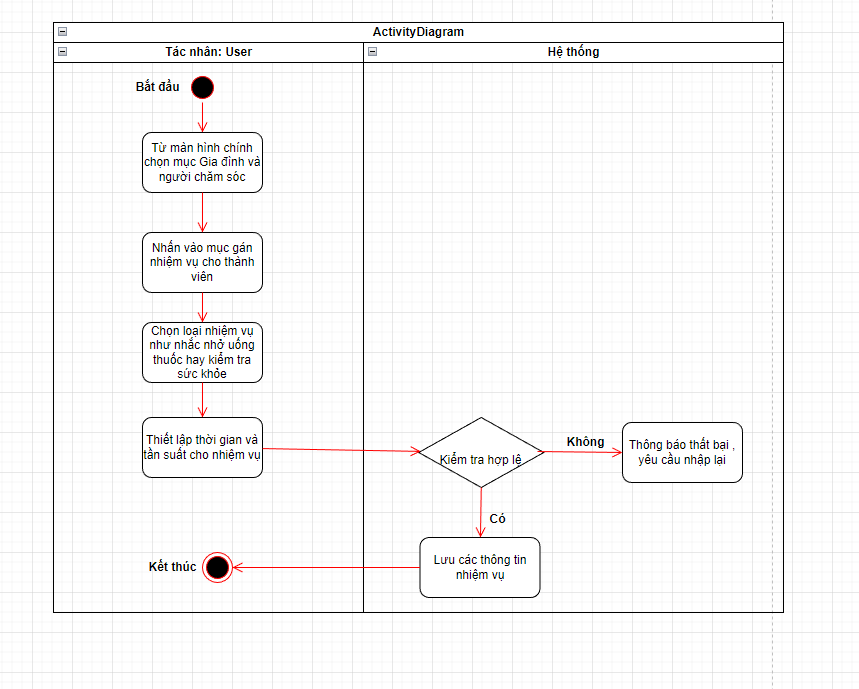 ActivityDiagram
Tác nhân: User
Hệ thống
Bắt đầu
Từ màn hình chính
chọn mục Gia đình và
người chăm sóc
Nhấn vào mục gán
nhiệm vụ cho thành
viên
Chọn loại nhiệm vụ
như nhắc nhở uống
thuốc hay kiểm tra
sức khỏe
Thiết lập thời gian và
tần suất cho nhiệm vụ
Kiểm tra hợp lệ
Không
Thông báo thất bại ,
yêu cầu nhập lại
Có
Lưu các thông tin
nhiệm vụ
Kết thúc